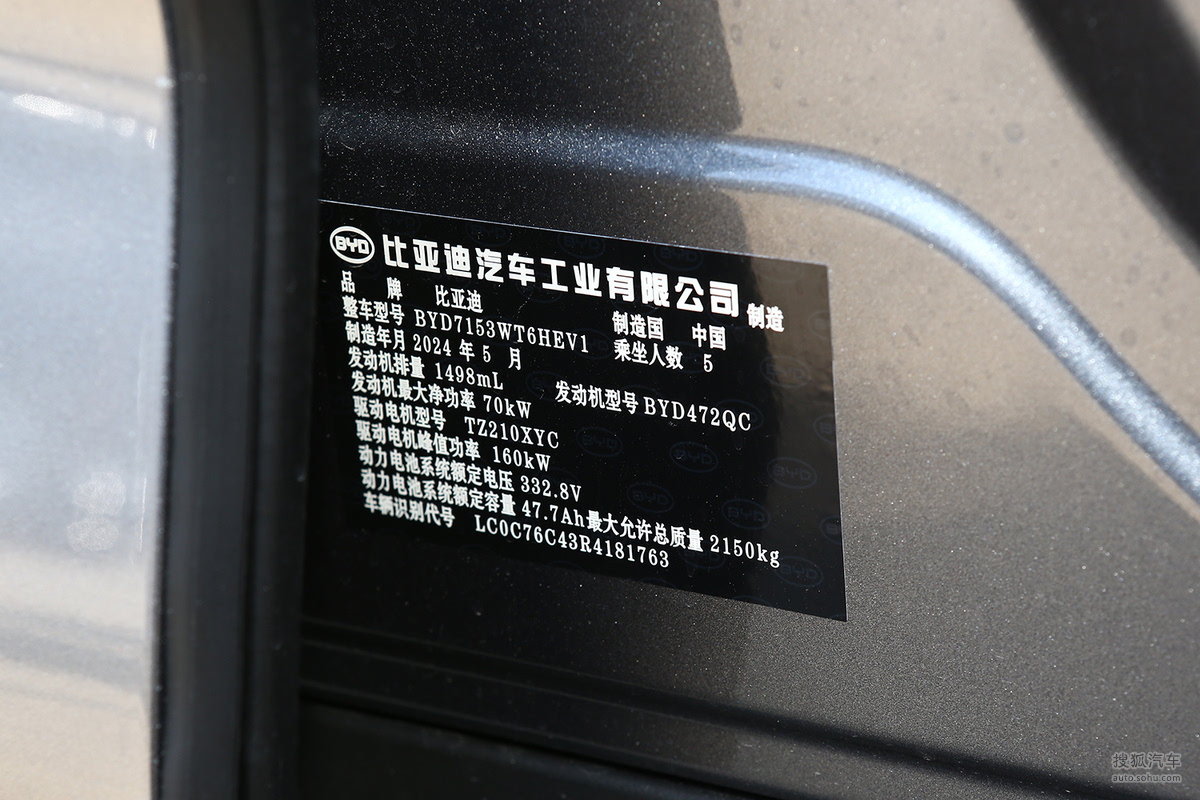 BYD 比亚迪汽车工业有限公司 制造
品 牌 比亚迪 制造国 中国
整车型号 BYD7153WT6HEV1 乘坐人数 5
制造年月 2024 年 5 月
发动机排量 1498mL 发动机型号 BYD472QC
发动机最大净功率 70kW
驱动电机型号 TZ210XYC
驱动电机峰值功率 160kW
动力电池系统额定电压 332.8V
动力电池系统额定容量 47.7Ah 最大允许总质量 2150kg
车辆识别代号 LC0C76C43R4181763
搜狐汽车
auto.sohu.com